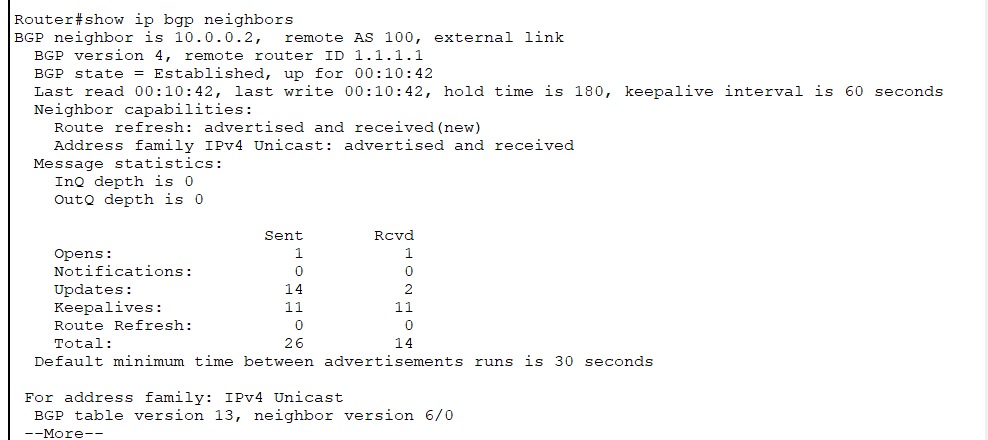 Router#show ip bgp neighbors
BGP neighbor is 10.0.0.2,  remote AS 100, external link
  BGP version 4, remote router ID 1.1.1.1
  BGP state = Established, up for 00:10:42
  Last read 00:10:42, last write 00:10:42, hold time is 180, keepalive interval is 60 seconds
  Neighbor capabilities:
    Route refresh: advertised and received(new)
    Address family IPv4 Unicast: advertised and received
  Message statistics:
    InQ depth is 0
    OutQ depth is 0
                         Sent       Rcvd
    Opens:                  1          1
    Notifications:          0          0
    Updates:               14          2
    Keepalives:            11         11
    Route Refresh:          0          0
    Total:                 26         14
  Default minimum time between advertisements runs is 30 seconds
 For address family: IPv4 Unicast
  BGP table version 13, neighbor version 6/0
 --More--